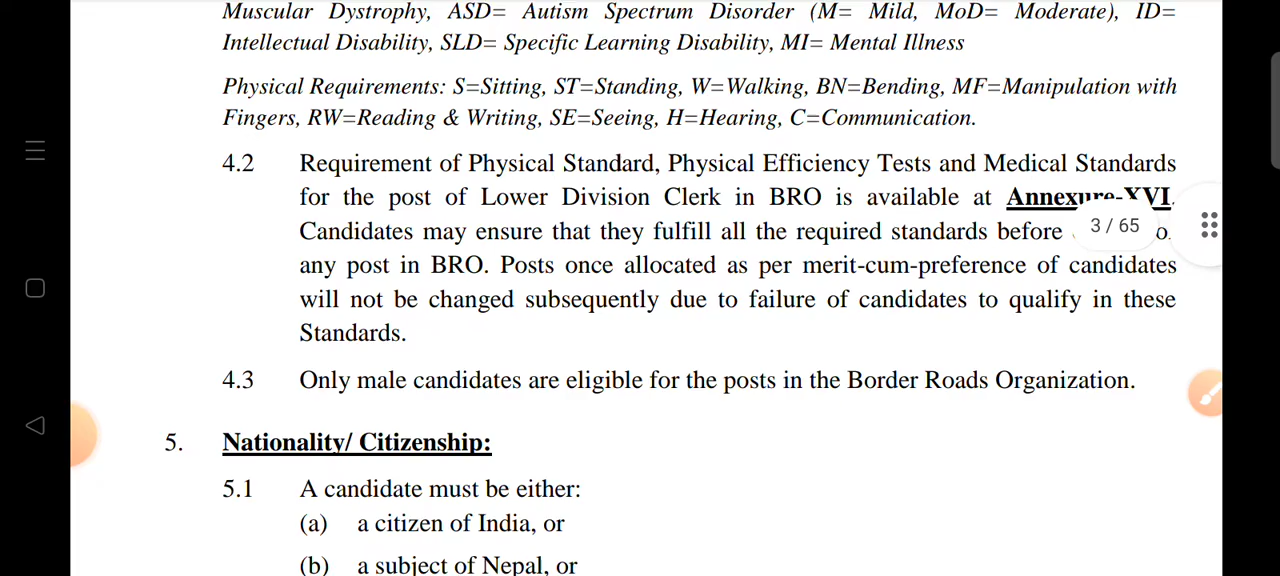 Muscular Dystrophy, ASD= Autism Spectrum Disorder (M= Mild, MoD= Moderate), ID=
Intellectual Disability, SLD= Specific Learning Disability, MI= Mental Illness
Physical Requirements: S=Sitting, ST=Standing, W=Walking, BN=Bending, MF=Manipulation with
Fingers, RW=Reading & Writing, SE=Seeing, H=Hearing, C=Communication.
4.2 Requirement of Physical Standard, Physical Efficiency Tests and Medical Standards
for the post of Lower Division Clerk in BRO is available at Annexure-XVI.
Candidates may ensure that they fulfill all the required standards before
3 / 65
any post in BRO. Posts once allocated as per merit-cum-preference of candidates
will not be changed subsequently due to failure of candidates to qualify in these
Standards.
4.3 Only male candidates are eligible for the posts in the Border Roads Organization.
5. Nationality/ Citizenship:
5.1 A candidate must be either:
(a) a citizen of India, or
(b) a subject of Nepal, or